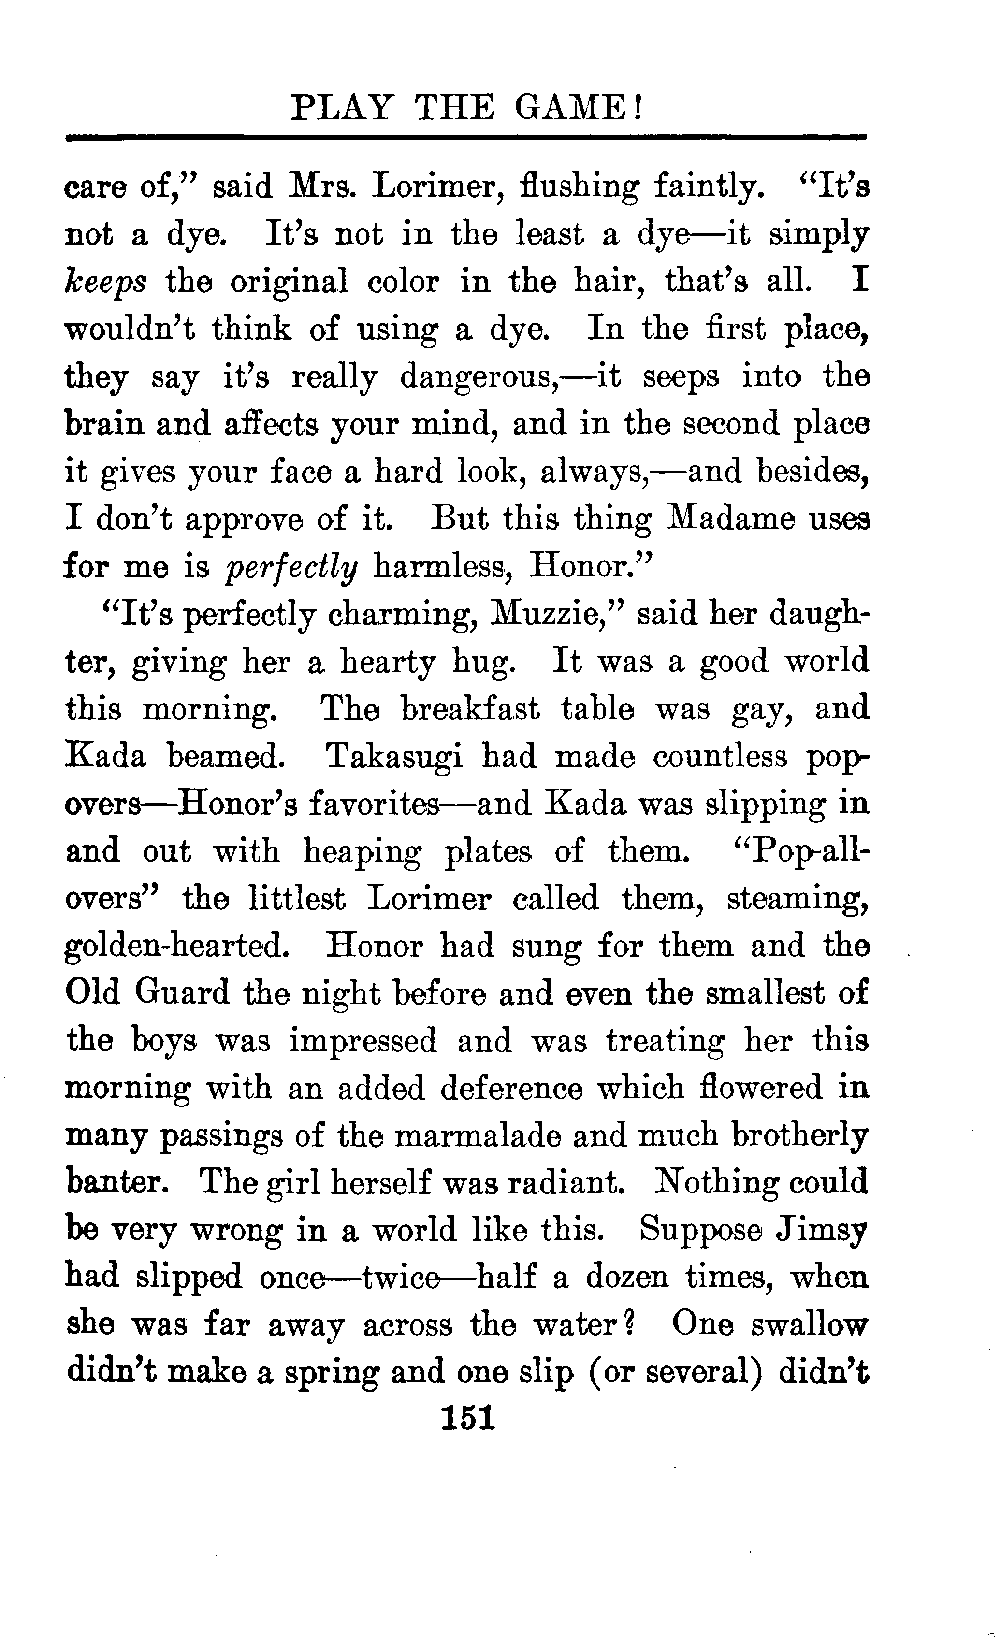 PLAY THE GAME!
care of,” said Mrs. Lorimer, flushing faintly. “It’s
not a dye. It’s not in the least a dye—it simply
keeps the original color in the hair, that’s all. I
wouldn’t think of using a dye. In the first place,
they say it’s really dangerous,—it seeps into the
brain and affects your mind, and in the second place
it gives your face a hard look, always,—and besides,
I don’t approve of it. But this thing Madame uses
for me is perfectly harmless, Honor.”
“It’s perfectly charming, Muzzie,” said her daugh-
ter, giving her a hearty hug. It was a good world
this morning. The breakfast table was gay, and
Kada beamed. Takasugi had made countless pop-
overs—Honor’s favorites—and Kada was slipping in
and out with heaping plates of them. “Pop-all-
overs” the littlest Lorimer called them, steaming,
golden-hearted. Honor had sung for them and the
Old Guard the night before and even the smallest of
the boys was impressed and was treating her this
morning with an added deference which flowered in
many passings of the marmalade and much brotherly
banter. The girl herself was radiant. Nothing could
be very wrong in a world like this. Suppose Jimsy
had slipped once—twice—half a dozen times, when
she was far away across the water? One swallow
didn’t make a spring and one slip (or several) didn’t
151